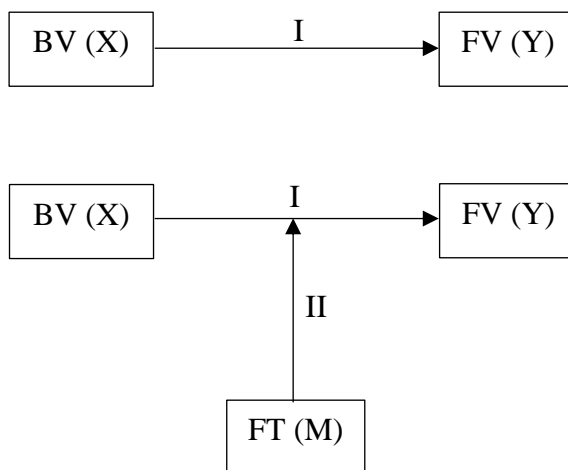 I
BV (X) FV (Y)
I
BV (X) FV (Y)
II
FT (M)